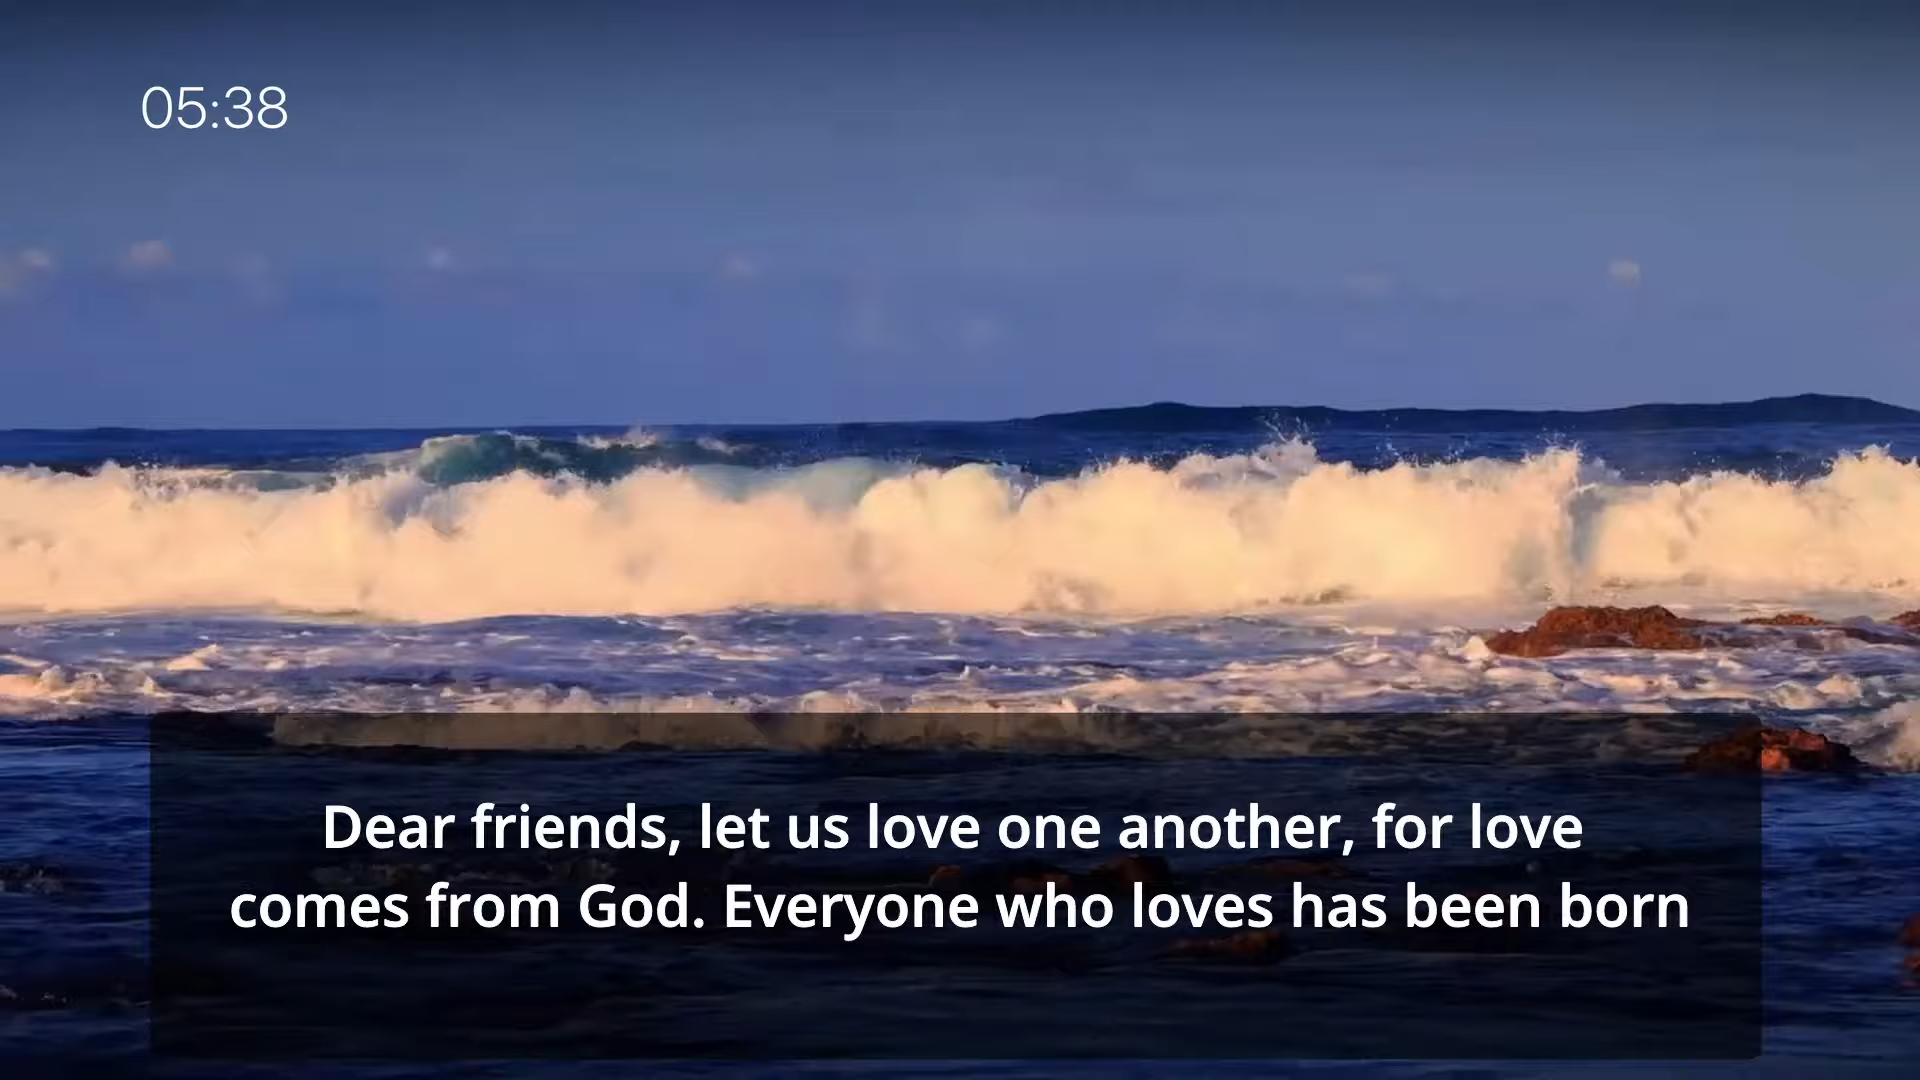 05:38
Dear friends, let us love one another, for love
comes from God. Everyone who loves has been born